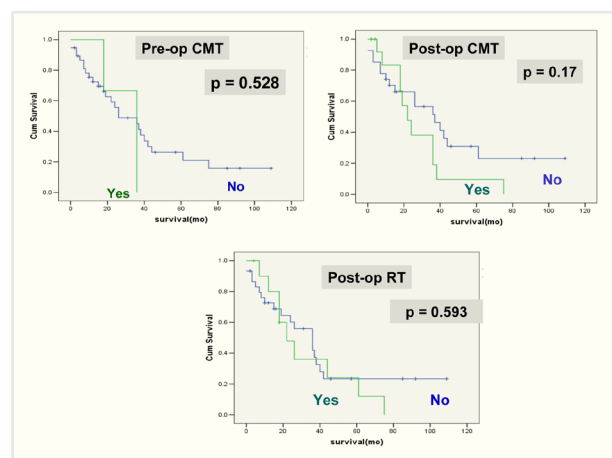 Pre-op CMT
p = 0.528
Cum Survival
1.0
0.8
0.6
0.4
0.2
0.0
Yes
No
0 20 40 60 80 100 120
survival(mo)
Post-op CMT
p = 0.17
Cum Survival
1.0
0.8
0.6
0.4
0.2
0.0
Yes
No
0 20 40 60 80 100 120
survival(mo)
Post-op RT
p = 0.593
Cum Survival
1.0
0.8
0.6
0.4
0.2
0.0
Yes
No
0 20 40 60 80 100 120
survival(mo)